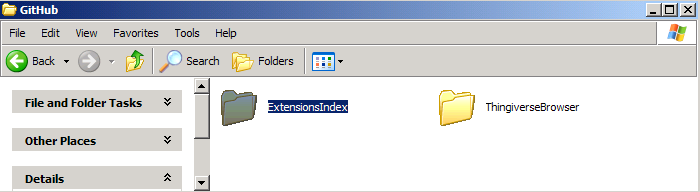 GitHub
File Edit View Favorites Tools Help
Back Search Folders
File and Folder Tasks
ExtensionsIndex ThingiverseBrowser
Other Places
Details